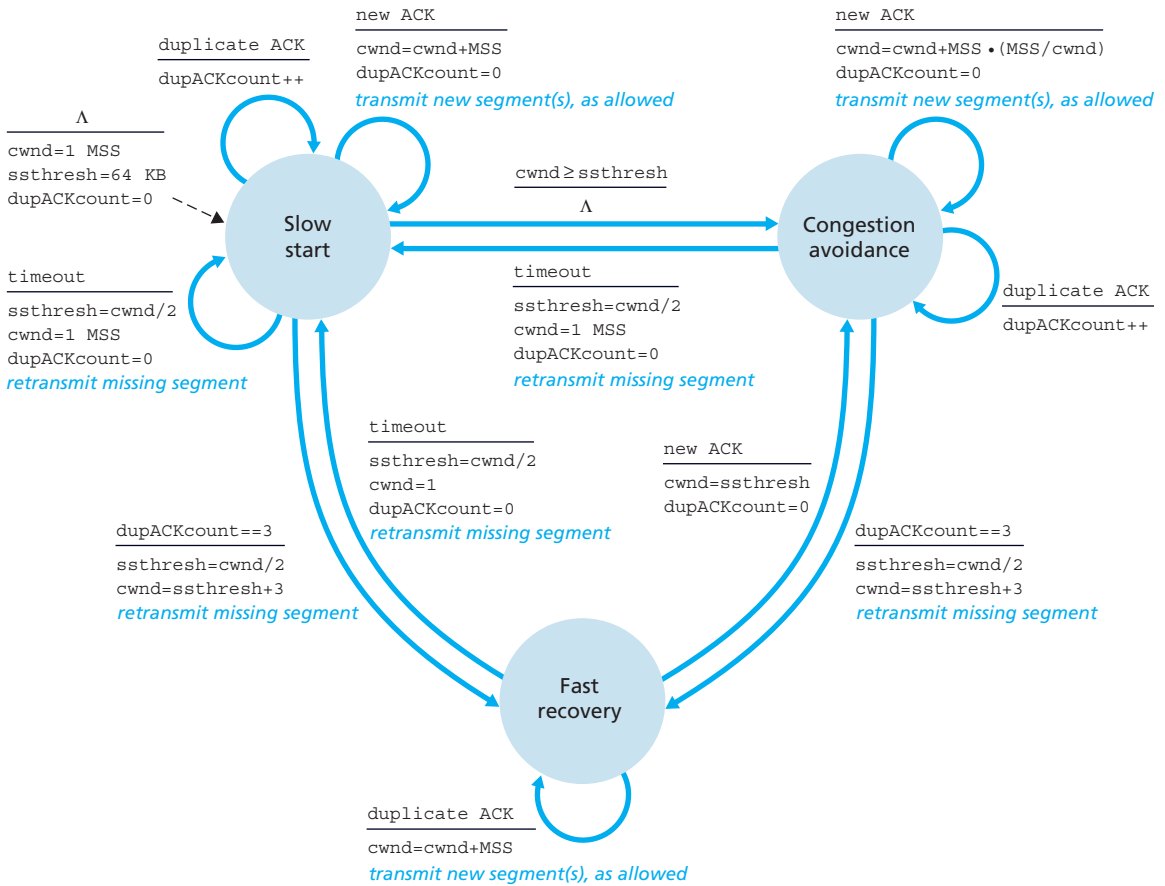 new ACK
cwnd=cwnd+MSS
dupACKcount=0
transmit new segment(s), as allowed
duplicate ACK
dupACKcount++
Λ
cwnd=1 MSS
ssthresh=64 KB
dupACKcount=0
timeout
ssthresh=cwnd/2
cwnd=1 MSS
dupACKcount=0
retransmit missing segment
Slow
start
cwnd≥ssthresh
Λ
timeout
ssthresh=cwnd/2
cwnd=1 MSS
dupACKcount=0
retransmit missing segment
new ACK
cwnd=cwnd+MSS •(MSS/cwnd)
dupACKcount=0
transmit new segment(s), as allowed
Congestion
avoidance
duplicate ACK
dupACKcount++
timeout
ssthresh=cwnd/2
cwnd=1
dupACKcount=0
retransmit missing segment
new ACK
cwnd=ssthresh
dupACKcount=0
dupACKcount==3
ssthresh=cwnd/2
cwnd=ssthresh+3
retransmit missing segment
dupACKcount==3
ssthresh=cwnd/2
cwnd=ssthresh+3
retransmit missing segment
Fast
recovery
duplicate ACK
cwnd=cwnd+MSS
transmit new segment(s), as allowed